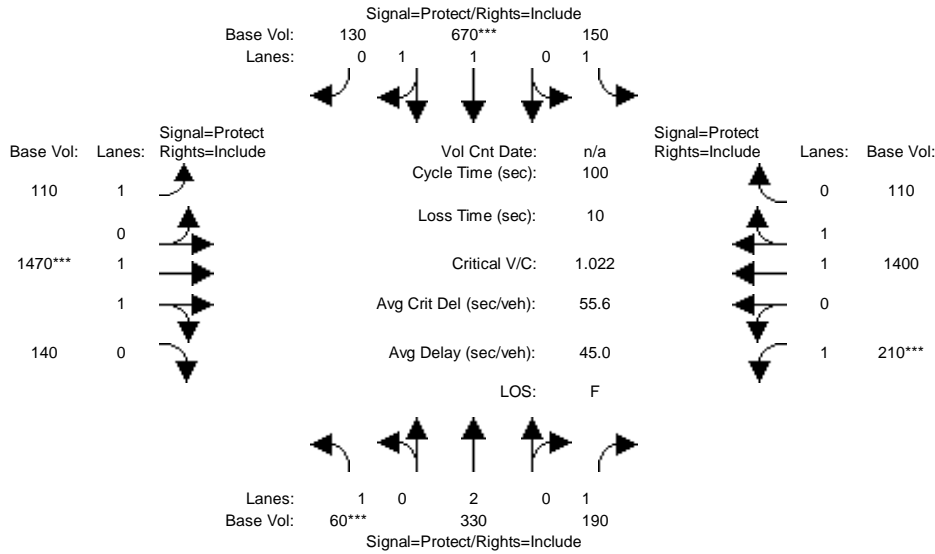 Signal=Protect/Rights=Include
Base Vol: 130 670*** 150
Lanes: 0 1 1 0 1
Signal=Protect
Rights=Include
Base Vol: Lanes:
110 1
0
1470*** 1
1
140 0
Vol Cnt Date: n/a
Cycle Time (sec): 100
Loss Time (sec): 10
Critical V/C: 1.022
Avg Crit Del (sec/veh): 55.6
Avg Delay (sec/veh): 45.0
LOS: F
Signal=Protect
Rights=Include
Lanes: Base Vol:
0 110
1
1 1400
0
1 210***
Lanes: 1 0 2 0 1
Base Vol: 60*** 330 190
Signal=Protect/Rights=Include